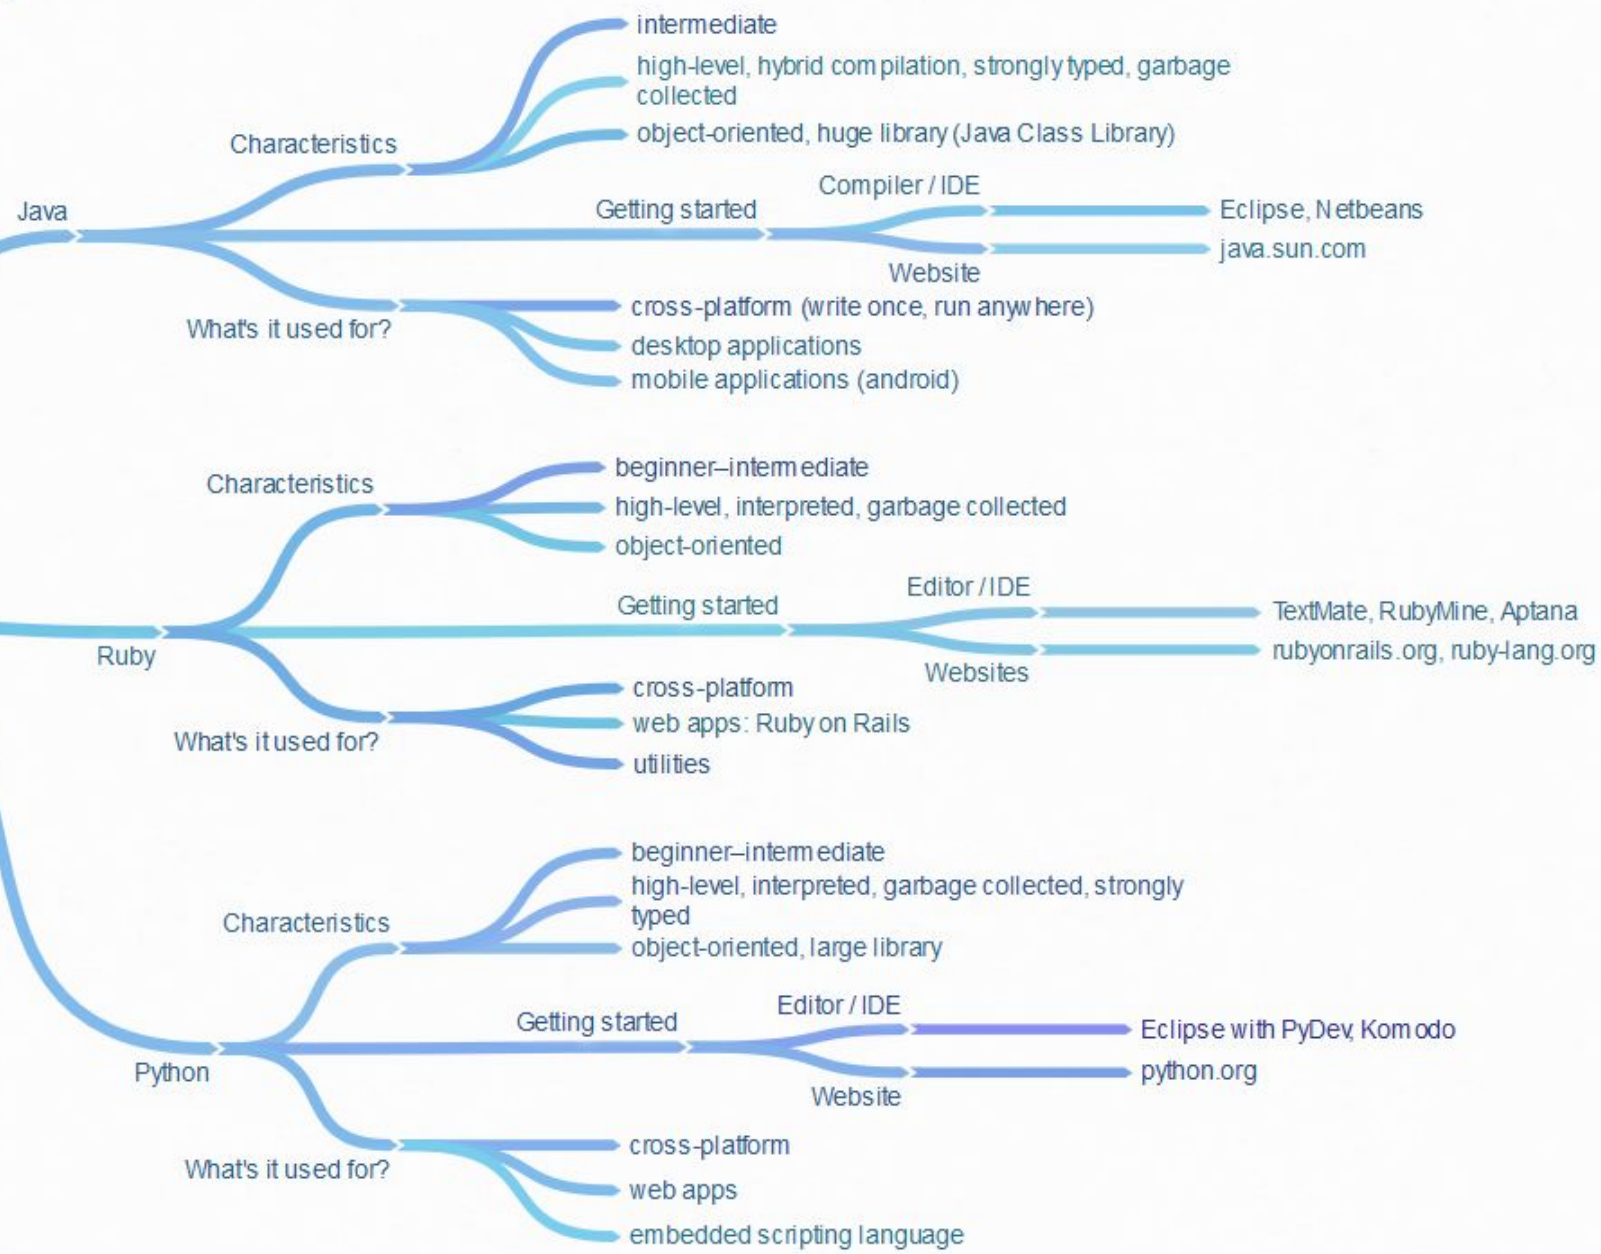 Java
Characteristics
intermediate
high-level, hybrid compilation, strongly typed, garbage
collected
object-oriented, huge library (Java Class Library)
Getting started
Compiler / IDE
Eclipse, Netbeans
Website
java.sun.com
What's it used for?
cross-platform (write once, run anywhere)
desktop applications
mobile applications (android)
Ruby
Characteristics
beginner–intermediate
high-level, interpreted, garbage collected
object-oriented
Getting started
Editor / IDE
TextMate, RubyMine, Aptana
Websites
rubyonrails.org, ruby-lang.org
What's it used for?
cross-platform
web apps: Ruby on Rails
utilities
Python
Characteristics
beginner–intermediate
high-level, interpreted, garbage collected, strongly
typed
object-oriented, large library
Getting started
Editor / IDE
Eclipse with PyDev, Komodo
Website
python.org
What's it used for?
cross-platform
web apps
embedded scripting language